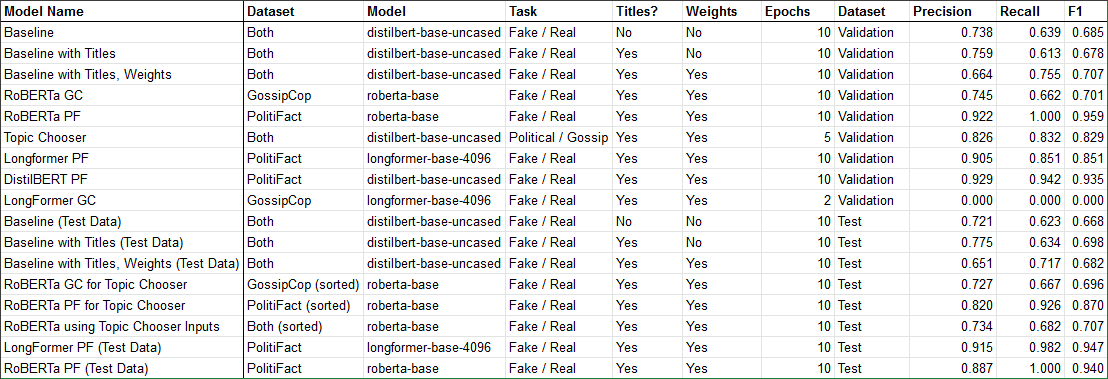 Model Name Dataset Model Task Titles? Weights Epochs Dataset Precision Recall F1
Baseline Both distilbert-base-uncased Fake / Real No No 10 Validation 0.738 0.639 0.685
Baseline with Titles Both distilbert-base-uncased Fake / Real Yes No 10 Validation 0.759 0.613 0.678
Baseline with Titles, Weights Both distilbert-base-uncased Fake / Real Yes Yes 10 Validation 0.664 0.755 0.707
RoBERTa GC GossipCop roberta-base Fake / Real Yes Yes 10 Validation 0.745 0.662 0.701
RoBERTa PF PolitiFact roberta-base Fake / Real Yes Yes 10 Validation 0.922 1.000 0.959
Topic Chooser Both distilbert-base-uncased Political / Gossip Yes Yes 5 Validation 0.826 0.832 0.829
Longformer PF PolitiFact longformer-base-4096 Fake / Real Yes Yes 10 Validation 0.905 0.851 0.851
DistilBERT PF PolitiFact distilbert-base-uncased Fake / Real Yes Yes 10 Validation 0.929 0.942 0.935
LongFormer GC GossipCop longformer-base-4096 Fake / Real Yes Yes 2 Validation 0.000 0.000 0.000
Baseline (Test Data) Both distilbert-base-uncased Fake / Real No No 10 Test 0.721 0.623 0.668
Baseline with Titles (Test Data) Both distilbert-base-uncased Fake / Real Yes No 10 Test 0.775 0.634 0.698
Baseline with Titles, Weights (Test Data) Both distilbert-base-uncased Fake / Real Yes Yes 10 Test 0.651 0.717 0.682
RoBERTa GC for Topic Chooser GossipCop (sorted) roberta-base Fake / Real Yes Yes 10 Test 0.727 0.667 0.696
RoBERTa PF for Topic Chooser PolitiFact (sorted) roberta-base Fake / Real Yes Yes 10 Test 0.820 0.926 0.870
RoBERTa using Topic Chooser Inputs Both (sorted) roberta-base Fake / Real Yes Yes 10 Test 0.734 0.682 0.707
LongFormer PF (Test Data) PolitiFact longformer-base-4096 Fake / Real Yes Yes 10 Test 0.915 0.982 0.947
RoBERTa PF (Test Data) PolitiFact roberta-base Fake / Real Yes Yes 10 Test 0.887 1.000 0.940